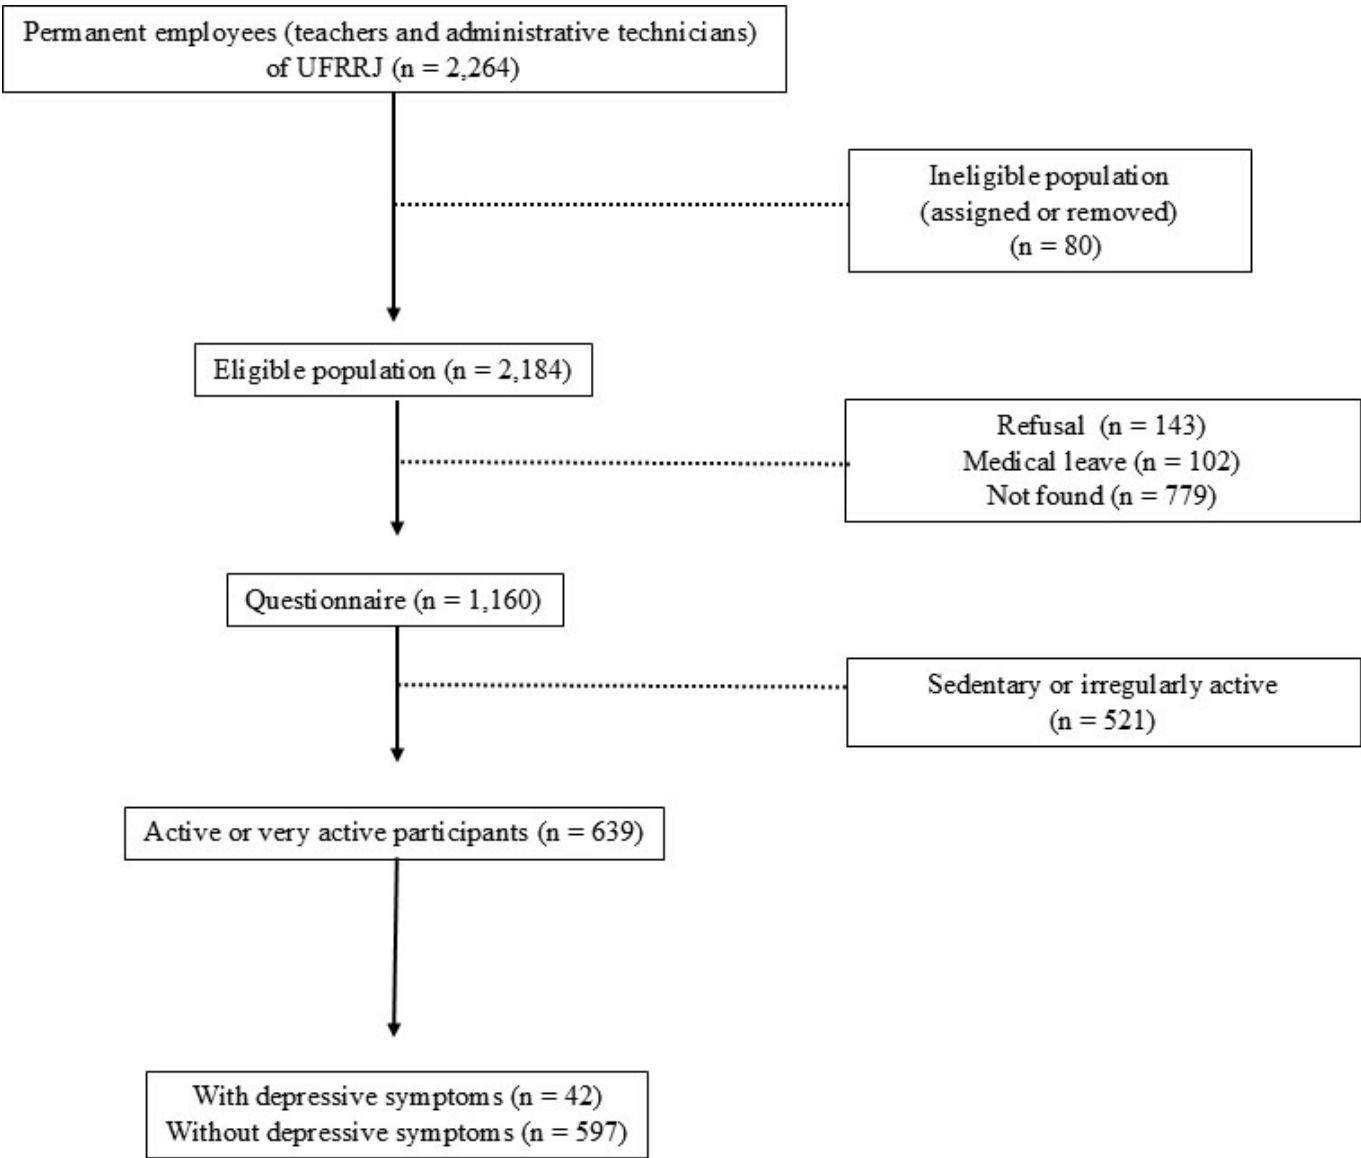 Permanent employees (teachers and administrative technicians)
of UFRRJ (n = 2,264)
Ineligible population
(assigned or removed)
(n = 80)
Eligible population (n = 2,184)
Refusal (n = 143)
Medical leave (n = 102)
Not found (n = 779)
Questionnaire (n = 1,160)
Sedentary or irregularly active
(n = 521)
Active or very active participants (n = 639)
With depressive symptoms (n = 42)
Without depressive symptoms (n = 597)